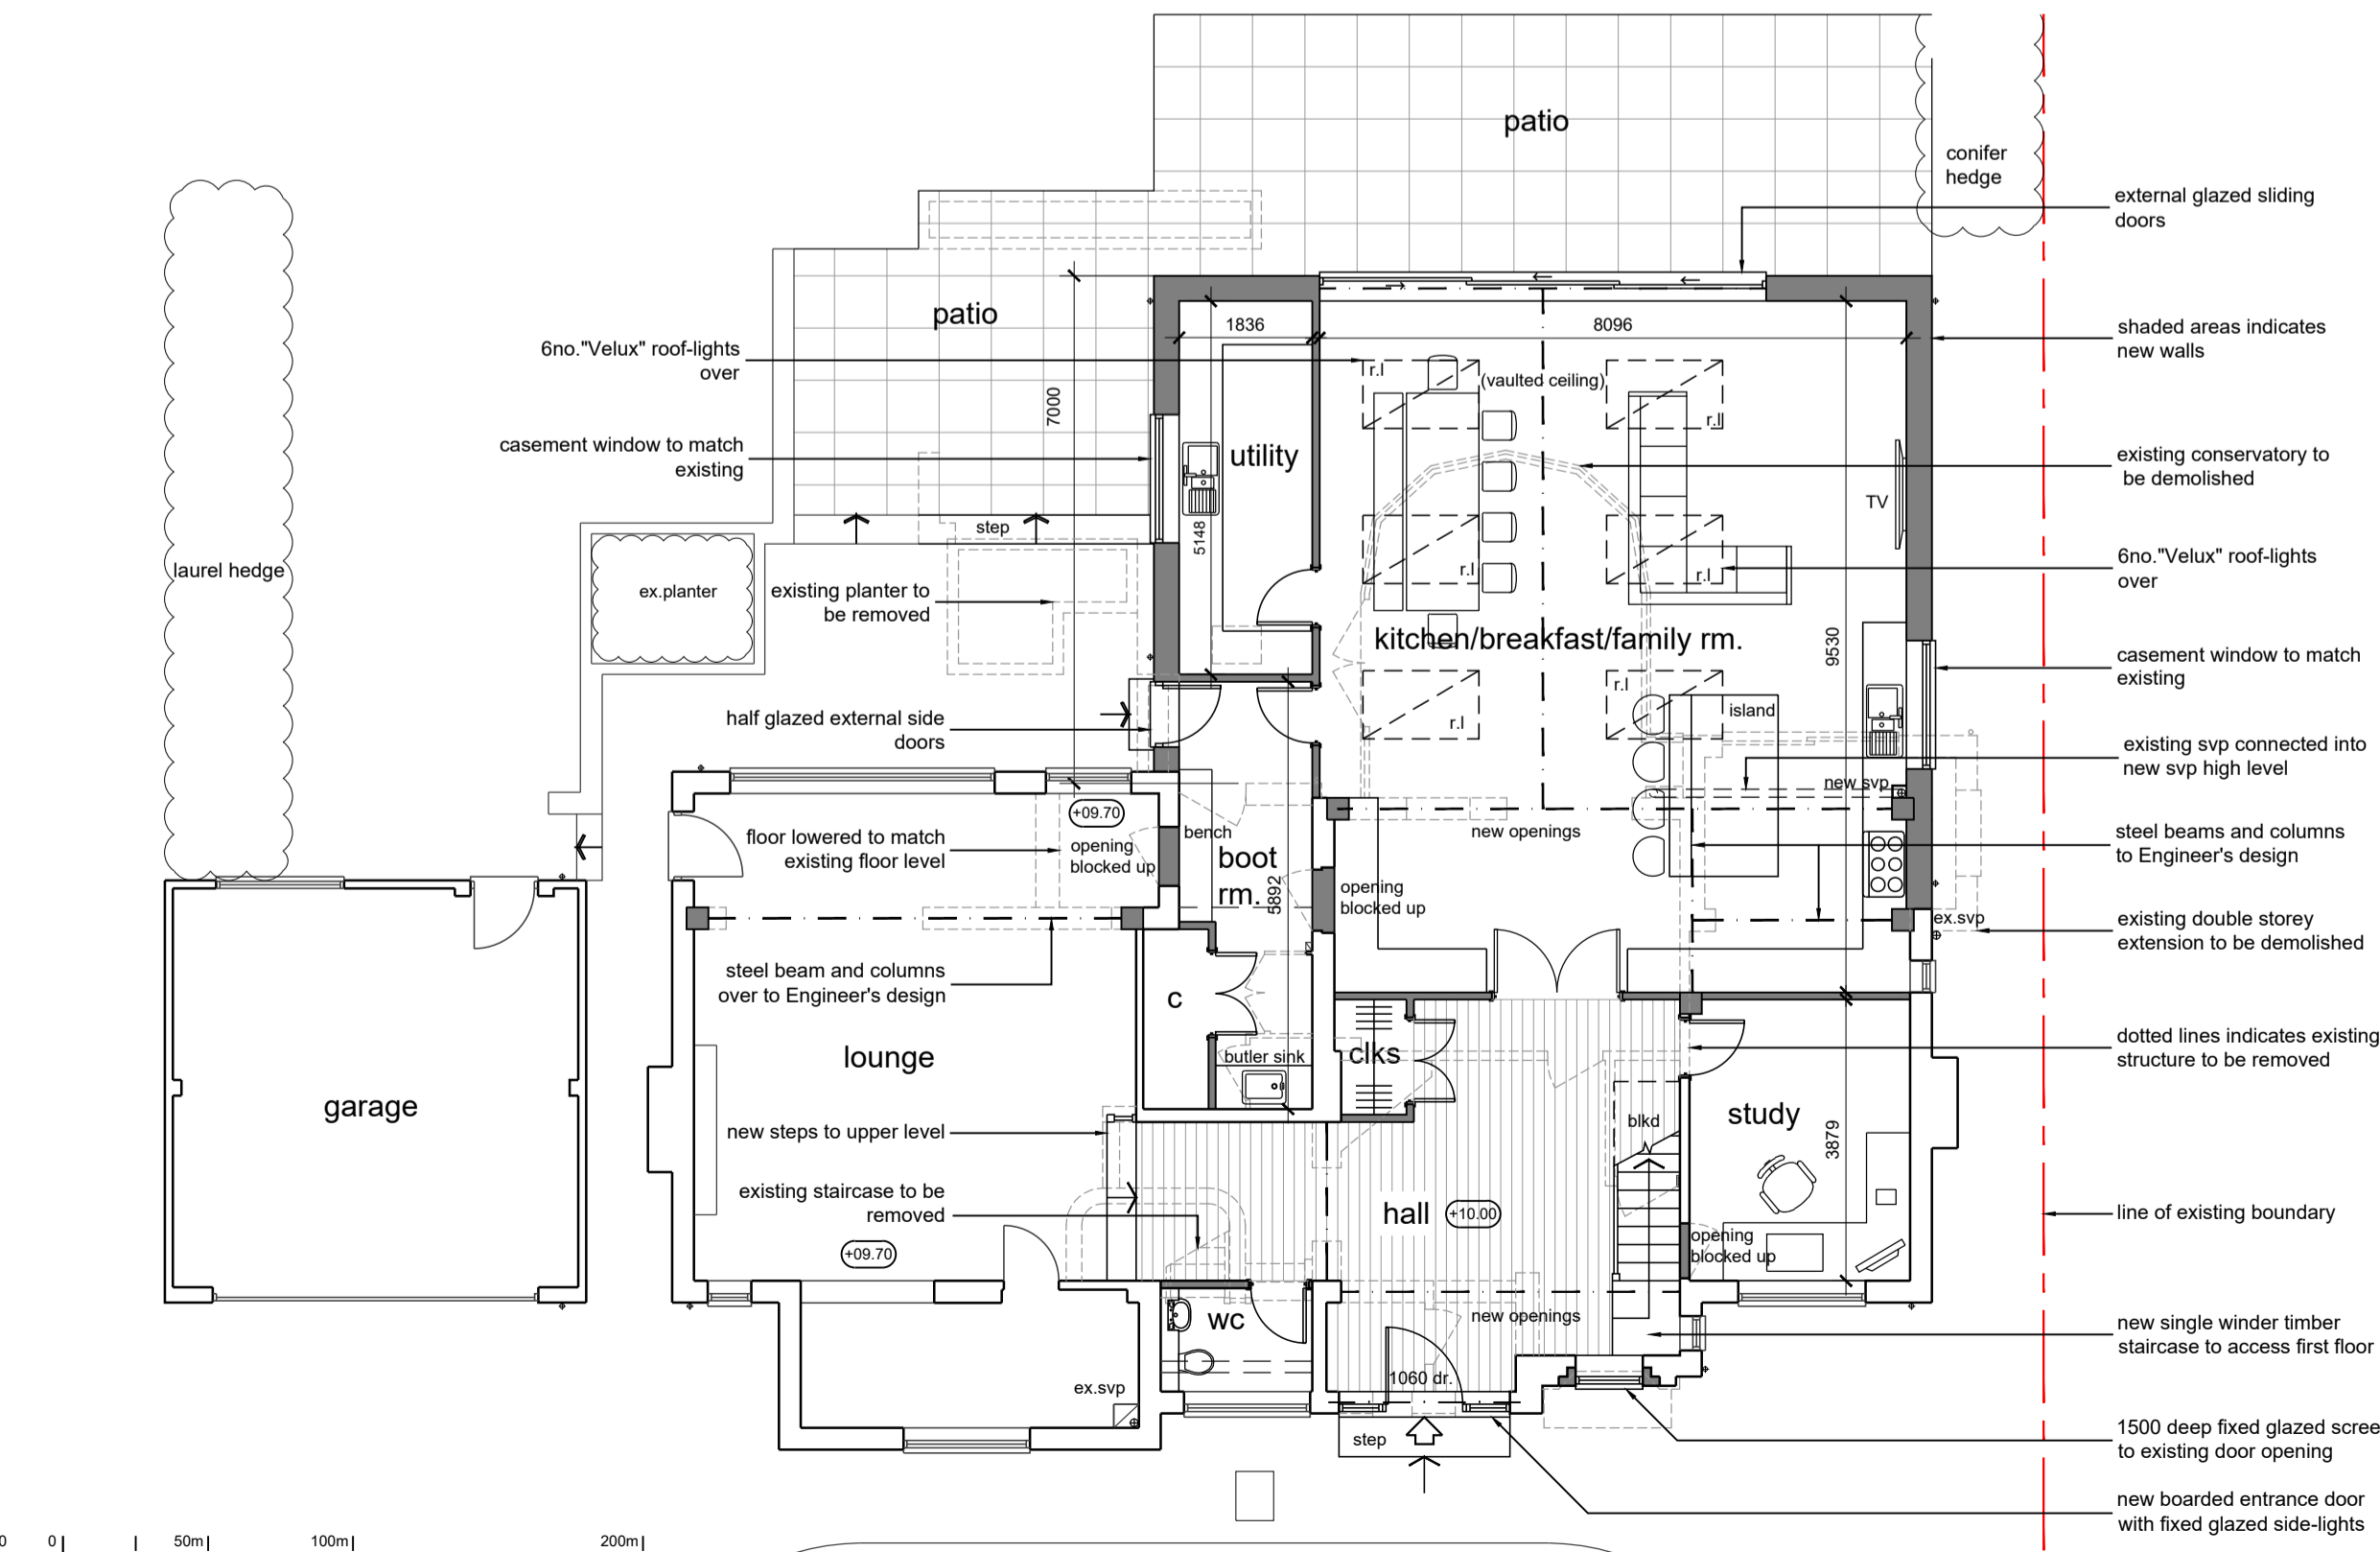 patio
conifer
hedge
external glazed sliding
doors
patio
1836
8096
shaded areas indicates
new walls
6no."Velux" roof-lights
over
r.l
(vaulted ceiling)
r.l
7000
casement window to match
existing
utility
existing conservatory to
be demolished
TV
step
5148
laurel hedge
ex.planter
existing planter to
be removed
r.l
r.l
6no."Velux" roof-lights
over
kitchen/breakfast/family rm.
9530
casement window to match
existing
r.l
r.l
island
half glazed external side
doors
existing svp connected into
new svp high level
new svp
+09.70
floor lowered to match
existing floor level
opening
blocked up
bench
boot
rm.
5892
new openings
steel beams and columns
to Engineer's design
opening
blocked up
ex.svp
existing double storey
extension to be demolished
steel beam and columns
over to Engineer's design
c
lounge
butler sink
clks
dotted lines indicates existing
structure to be removed
garage
new steps to upper level
blkd
study
3879
existing staircase to be
removed
hall
+10.00
line of existing boundary
+09.70
opening
blocked up
wc
new openings
new single winder timber
staircase to access first floor
1060 dr.
ex.svp
step
1500 deep fixed glazed scree
to existing door opening
new boarded entrance door
with fixed glazed side-lights
0
0
50m
100m
200m